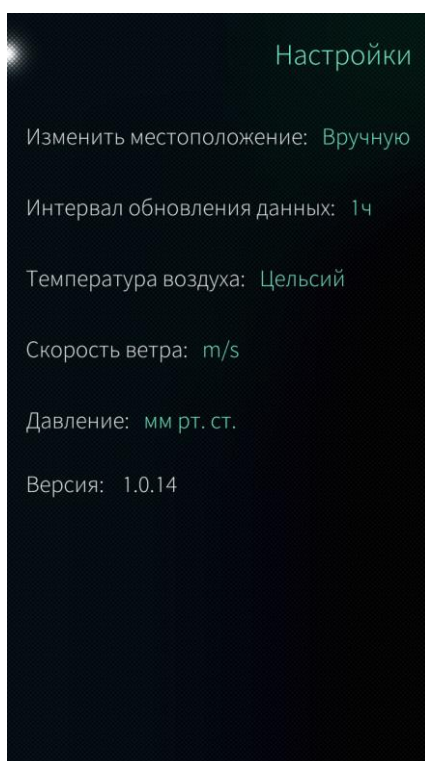 Настройки
Изменить местоположение: Вручную
Интервал обновления данных: 1ч
Температура воздуха: Цельсий
Скорость ветра: m/s
Давление: мм рт. ст.
Версия: 1.0.14